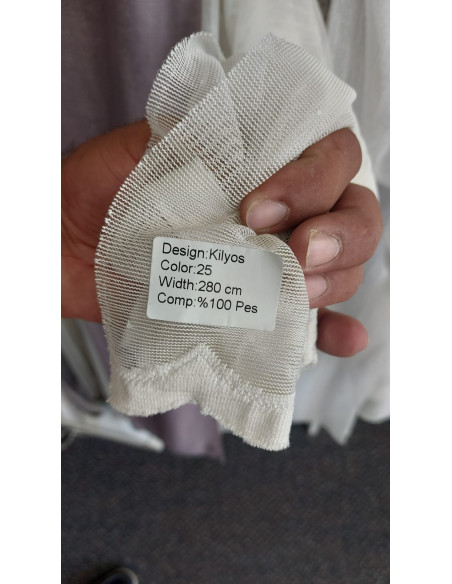 Design:Kilyos
Color:25
Width:280 cm
Comp:%100 Pes